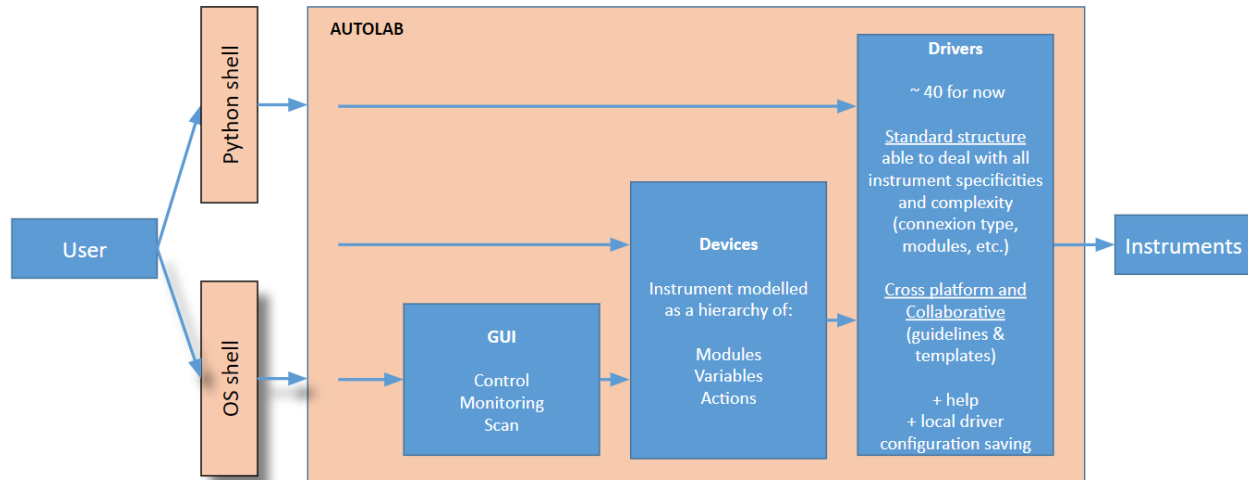 User
Python shell
OS shell
AUTOLAB
GUI
Control
Monitoring
Scan
Devices
Instrument modelled
as a hierarchy of:
Modules
Variables
Actions
Drivers
~ 40 for now
Standard structure
able to deal with all
instrument specificities
and complexity
(connexion type,
modules, etc.)
Cross platform and
Collaborative
(guidelines &
templates)
+ help
+ local driver
configuration saving
Instruments